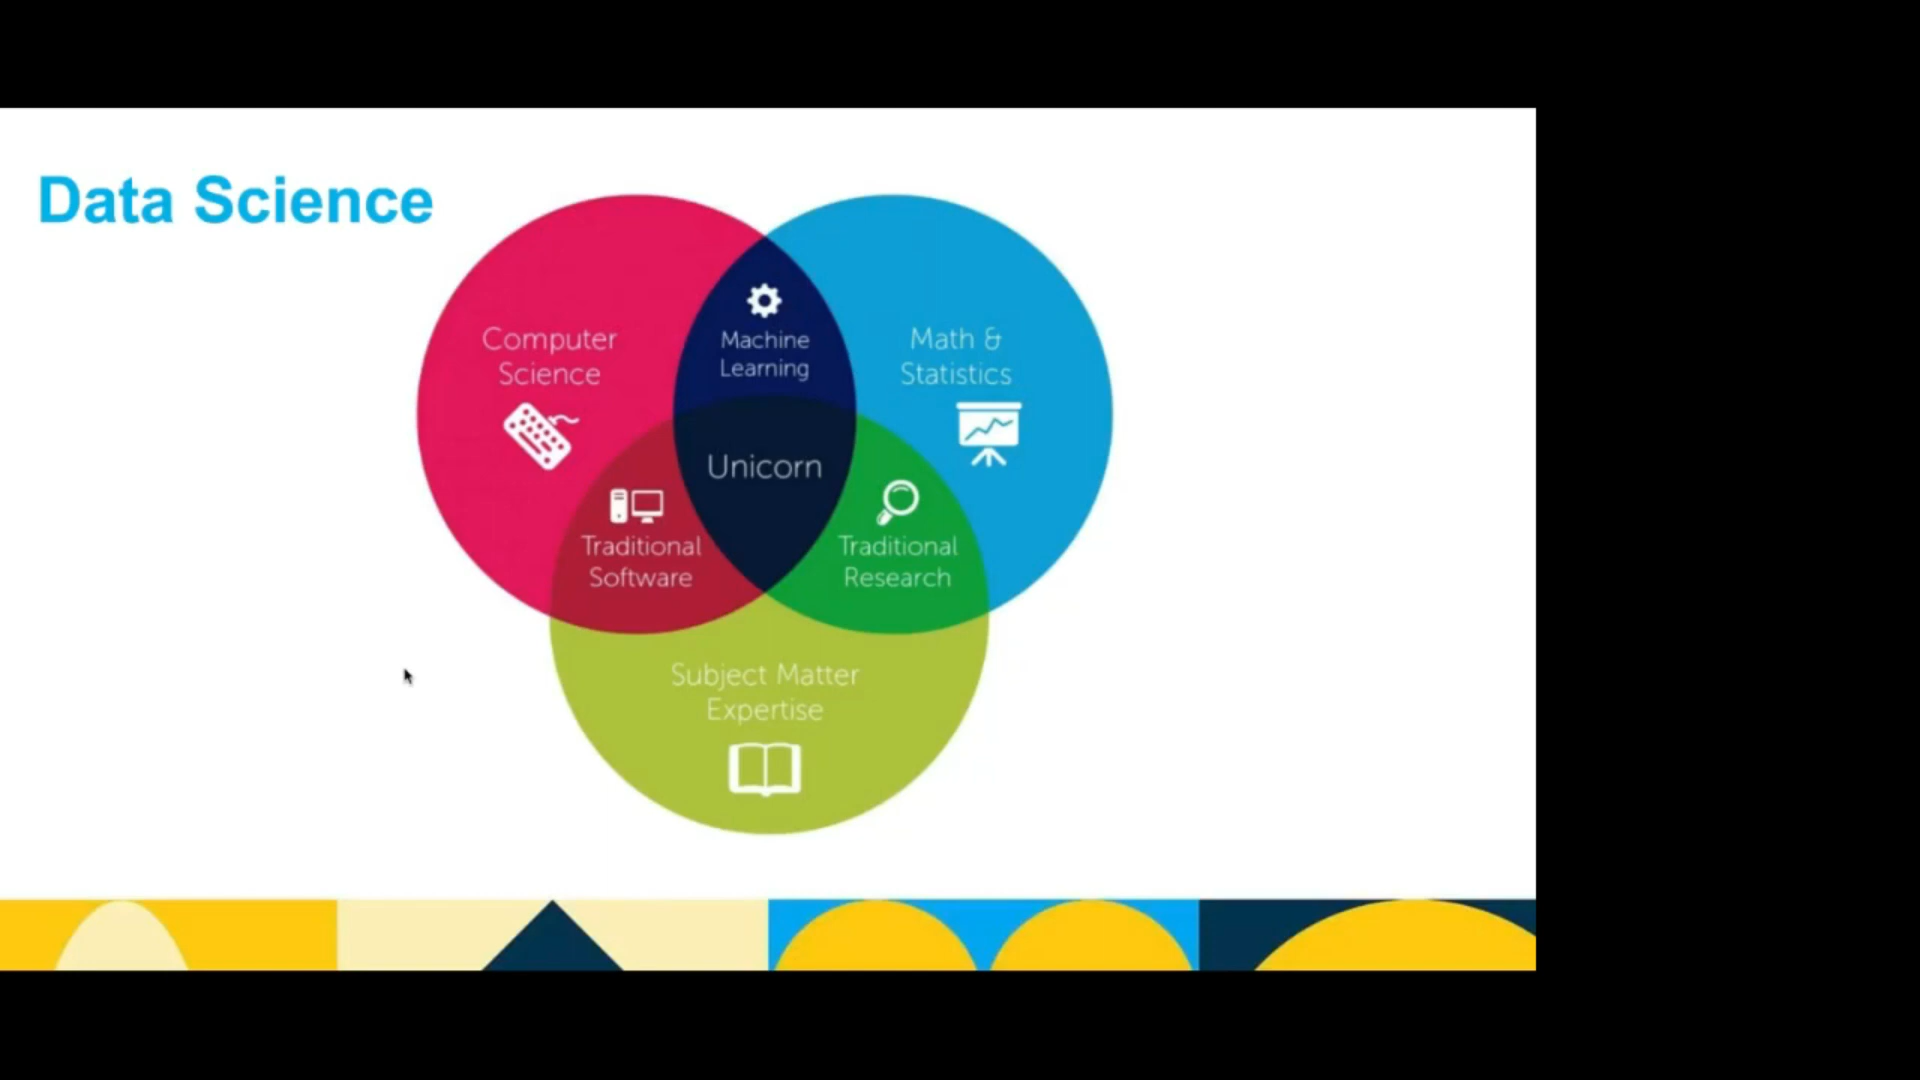 Data Science
Computer
Science
Machine
Learning
Math &
Statistics
Unicorn
Traditional
Software
Traditional
Research
Subject Matter
Expertise